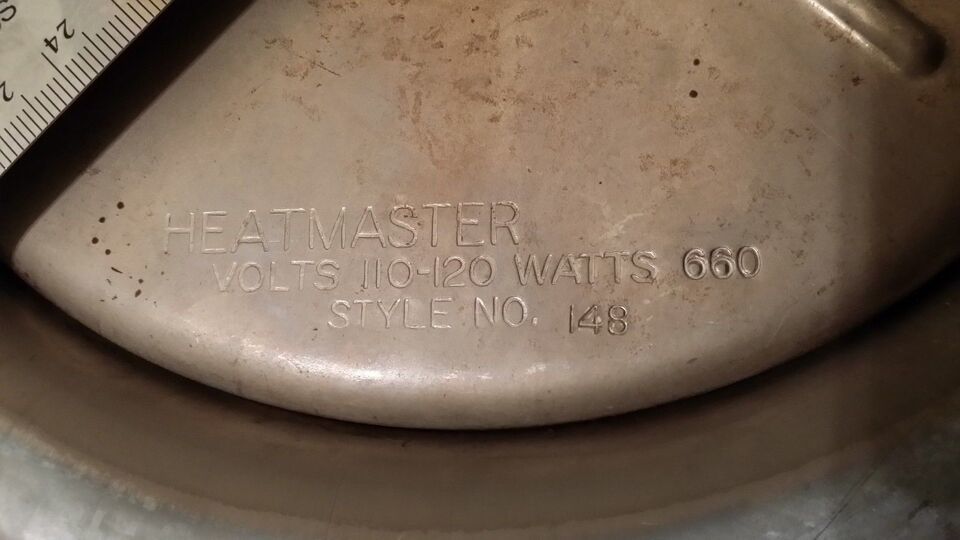 HEATMASTER
VOLTS 110-120 WATTS 660
STYLE NO. 148
24